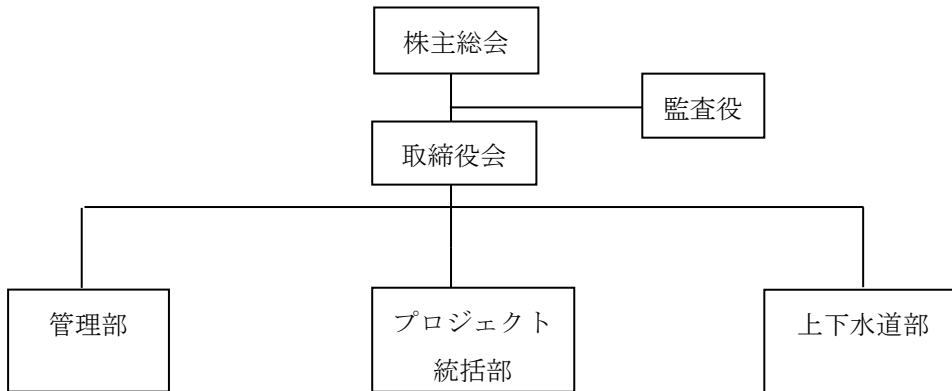 株主総会
監査役
取締役会
管理部
プロジェクト
統括部
上下水道部